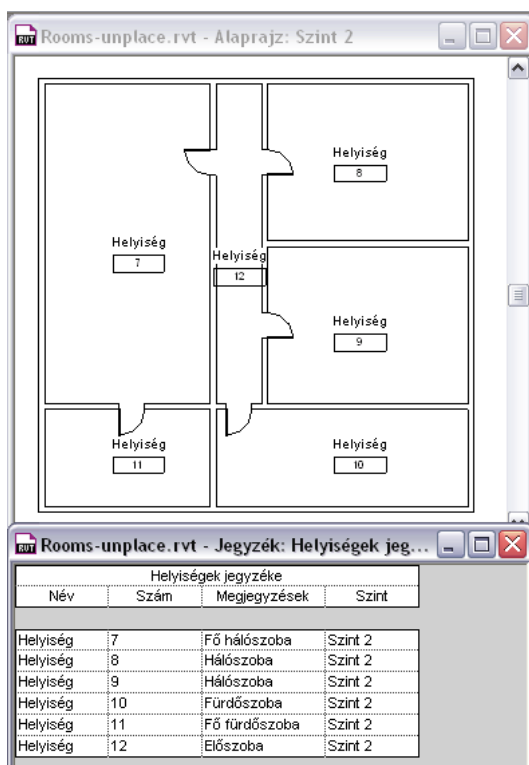 RVT Rooms-unplace.rvt - Alaprajz: Szint 2
Helyiség
8
Helyiség
7
Helyiség
12
Helyiség
9
Helyiség
11
Helyiség
10
RVT Rooms-unplace.rvt - Jegyzék: Helyiségek jeg...
Helyiségek jegyzéke
Név Szám Megjegyzések Szint
Helyiség 7 Fő hálószoba Szint 2
Helyiség 8 Hálószoba Szint 2
Helyiség 9 Hálószoba Szint 2
Helyiség 10 Fürdőszoba Szint 2
Helyiség 11 Fő fürdőszoba Szint 2
Helyiség 12 Előszoba Szint 2